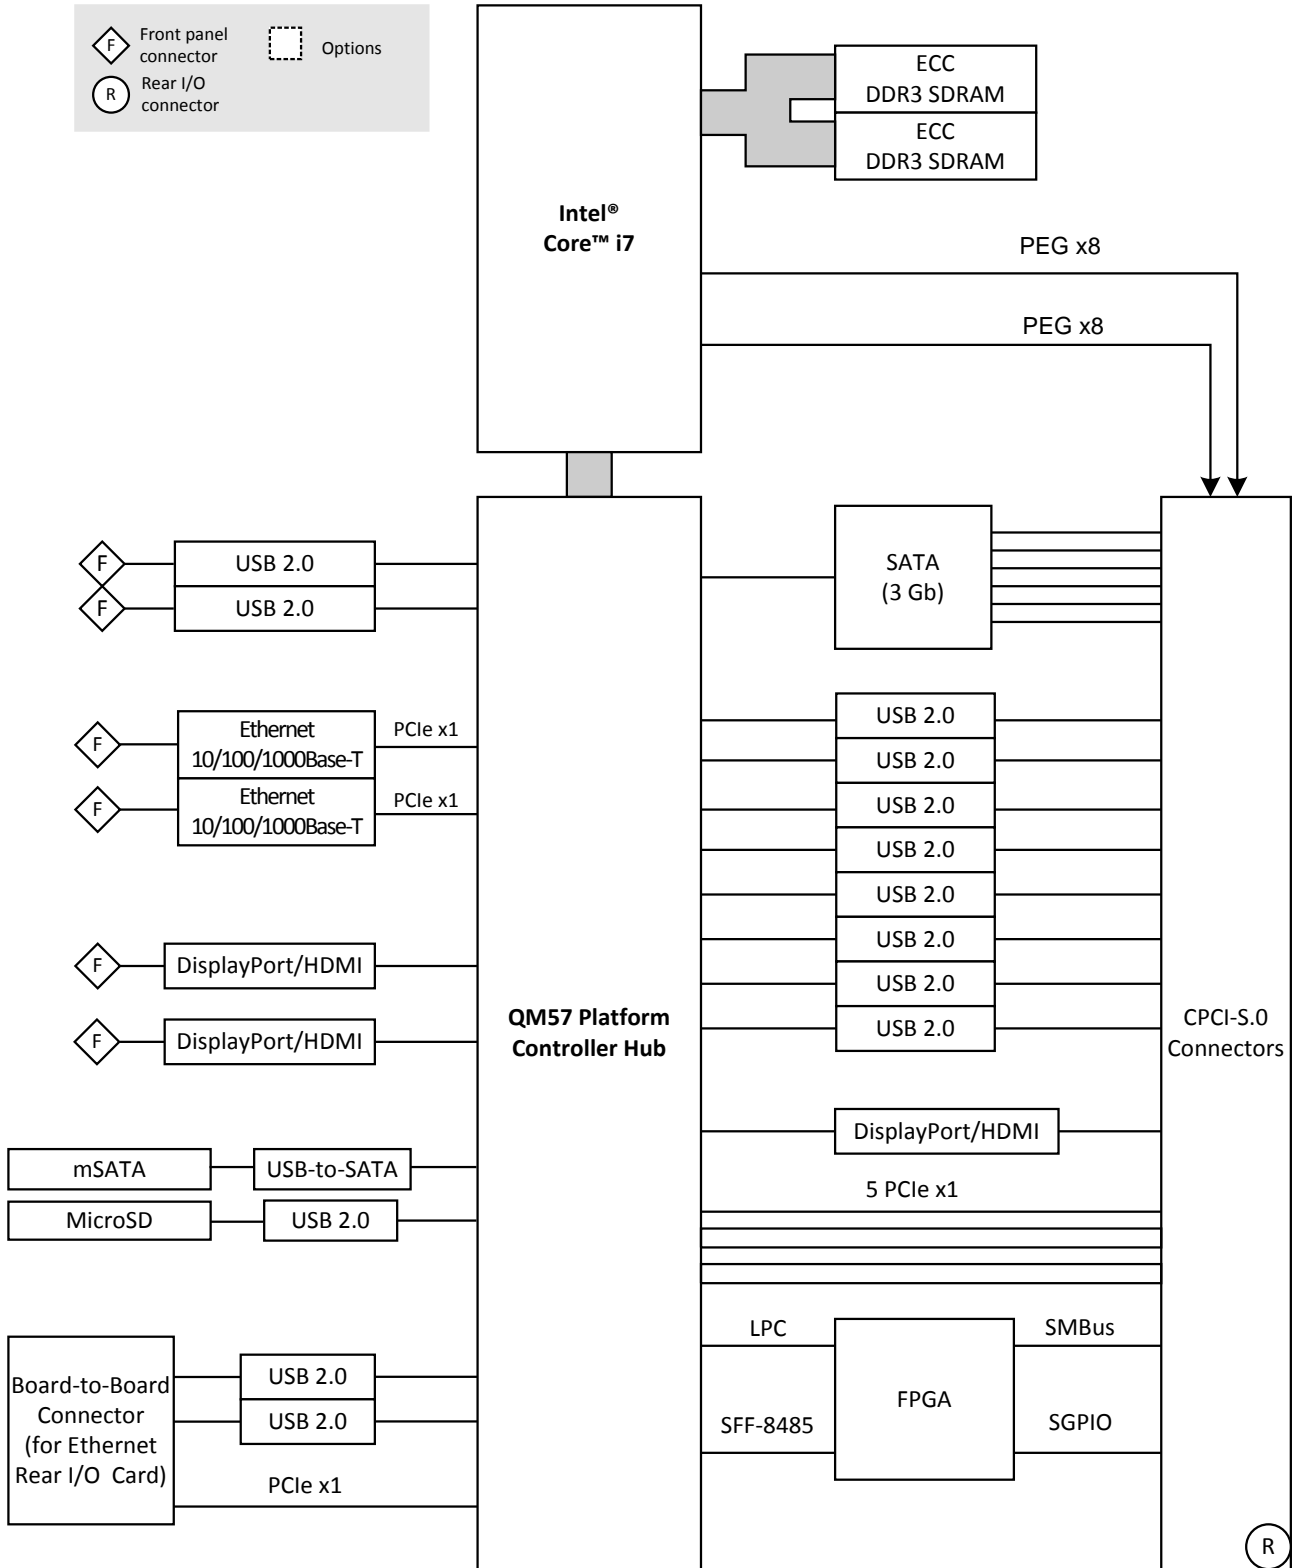 F
Front panel
connector
Options
R
Rear I/O
connector
ECC
DDR3 SDRAM
ECC
DDR3 SDRAM
Intel®
Core™ i7
PEG x8
PEG x8
F
USB 2.0
F
USB 2.0
SATA
(3 Gb)
F
Ethernet
10/100/1000Base-T
PCIe x1
F
Ethernet
10/100/1000Base-T
PCIe x1
USB 2.0
USB 2.0
USB 2.0
USB 2.0
USB 2.0
USB 2.0
USB 2.0
USB 2.0
F
DisplayPort/HDMI
F
DisplayPort/HDMI
QM57 Platform
Controller Hub
CPCI-S.0
Connectors
DisplayPort/HDMI
mSATA
USB-to-SATA
MicroSD
USB 2.0
5 PCIe x1
LPC
SMBus
FPGA
SFF-8485
SGPIO
Board-to-Board
Connector
(for Ethernet
Rear I/O Card)
USB 2.0
USB 2.0
PCIe x1
R